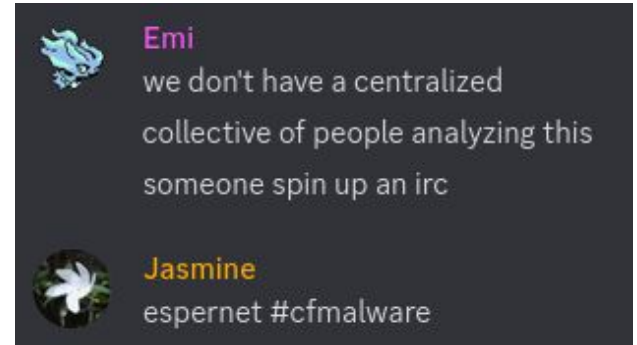 Emi
we don't have a centralized
collective of people analyzing this
someone spin up an irc
Jasmine
espernet #cfmalware